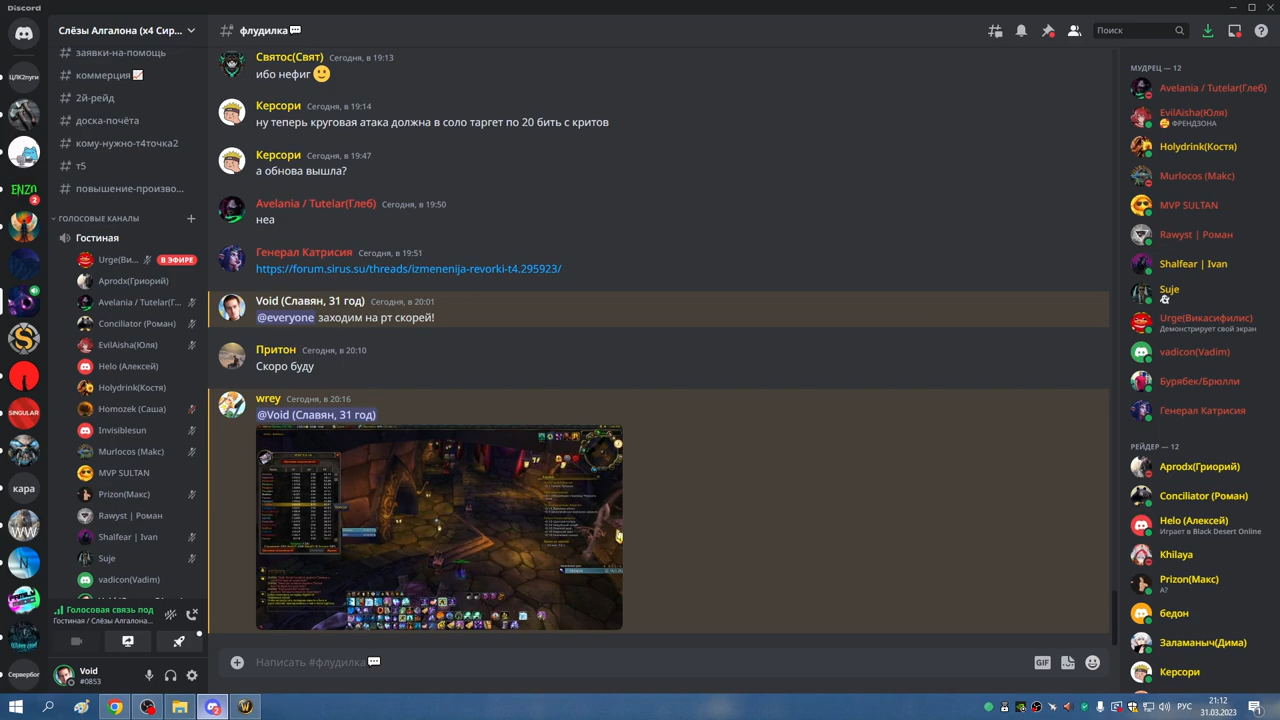 Discord
Слёзы Алгалона (x4 Сир...
флудилка
Поиск
заявки-на-помощь
коммерция
2й-рейд
доска-почёта
кому-нужно-т4точка2
т5
повышение-произво...
ГОЛОСОВЫЕ КАНАЛЫ
Гостиная
Urge(Ви...
В ЭФИРЕ
Aprodx(Гриорий)
Avelania / Tutelar(Г...
Conciliator (Роман)
EvilAisha(Юля)
Helo (Алексей)
Holydrink(Костя)
Homozek (Саша)
Invisiblesun
Murlocos (Макс)
MVP SULTAN
Prizon(Макс)
Rawyst | Роман
Shalfear | Ivan
Suje
vadicon(Vadim)
Голосовая связь под
Гостиная / Слёзы Алгалона...
Void
#0853
ЦЛК2пуги
ENZO
2
SINGULAR
кара
Сервербог
Святос(Свят) Сегодня, в 19:13
ибо нефиг
Керсори Сегодня, в 19:14
ну теперь круговая атака должна в солотаргет по 20 бить с критов
Керсори Сегодня, в 19:47
а обнова вышла?
Avelania / Tutelar(Глеб) Сегодня, в 19:50
неа
Генерал Катрисия Сегодня, в 19:51
https://forum.sirus.su/threads/izmenenija-revorki-t4.295923/
Void (Славян, 31 год) Сегодня, в 20:01
@everyone заходим на рт скорей!
Притон Сегодня, в 20:10
Скоро буду
wrey Сегодня, в 20:16
@Void (Славян, 31 год)
Написать #флудилка
GIF
МУДРЕЦ — 12
Avelania / Tutelar(Глеб)
EvilAisha(Юля)
ФРЕНДЗОНА
Holydrink(Костя)
Murlocos (Макс)
MVP SULTAN
Rawyst | Роман
Shalfear | Ivan
Suje
Urge(Викасифилис)
Демонстрирует свой экран
vadicon(Vadim)
Бурябек/Брюлли
Генерал Катрисия
РЕЙДЕР — 12
Aprodx(Гриорий)
Conciliator (Роман)
Helo (Алексей)
Играет в Black Desert Online
Khilaya
Prizon(Макс)
А?
бедон
Заламаныч(Дима)
Керсори
РУС
21:12
31.03.2023